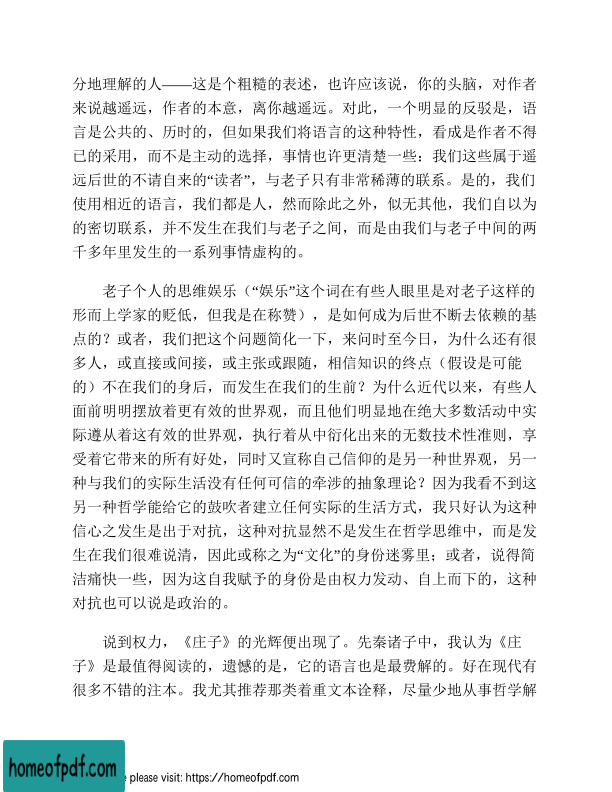 分地理解的人——这是个粗糙的表述，也许应该说，你的头脑，对作者
来说越遥远，作者的本意，离你越遥远。对此，一个明显的反驳是，语
言是公共的、历时的，但如果我们将语言的这种特性，看成是作者不得
已的采用，而不是主动的选择，事情也许更清楚一些：我们这些属于遥
远后世的不请自来的“读者”，与老子只有非常稀薄的联系。是的，我们
使用相近的语言，我们都是人，然而除此之外，似无其他，我们自以为
的密切联系，并不发生在我们与老子之间，而是由我们与老子中间的两
千多年里发生的一系列事情虚构的。
老子个人的思维娱乐（“娱乐”这个词在有些人眼里是对老子这样的
形而上学家的贬低，但我是在称赞），是如何成为后世不断去依赖的基
点的？或者，我们把这个问题简化一下，来问时至今日，为什么还有很
多人，或直接或间接，或主张或跟随，相信知识的终点（假设是可能
的）不在我们的身后，而发生在我们的生前？为什么近代以来，有些人
面前明明摆放着更有效的世界观，而且他们明显地在绝大多数活动中实
际遵从着这有效的世界观，执行着从中衍化出来的无数技术性准则，享
受着它带来的所有好处，同时又宣称自己信仰的是另一种世界观，另一
种与我们的实际生活没有任何可信的牵涉的抽象理论？因为我看不到这
另一种哲学能给它的鼓吹者建立任何实际的生活方式，我只好认为这种
信心之发生是出于对抗，这种对抗显然不是发生在哲学思维中，而是发
生在我们很难说清，因此或称之为“文化”的身份迷雾里；或者，说得简
洁痛快一些，因为这自我赋予的身份是由权力发动、自上而下的，这种
对抗也可以说是政治的。
说到权力，《庄子》的光辉便出现了。先秦诸子中，我认为《庄
子》是最值得阅读的，遗憾的是，它的语言也是最费解的。好在现代有
很多不错的注本。我尤其推荐那类着重文本诠释，尽量少地从事哲学解
homeofpdf.com
e please visit: https://homeofpdf.com